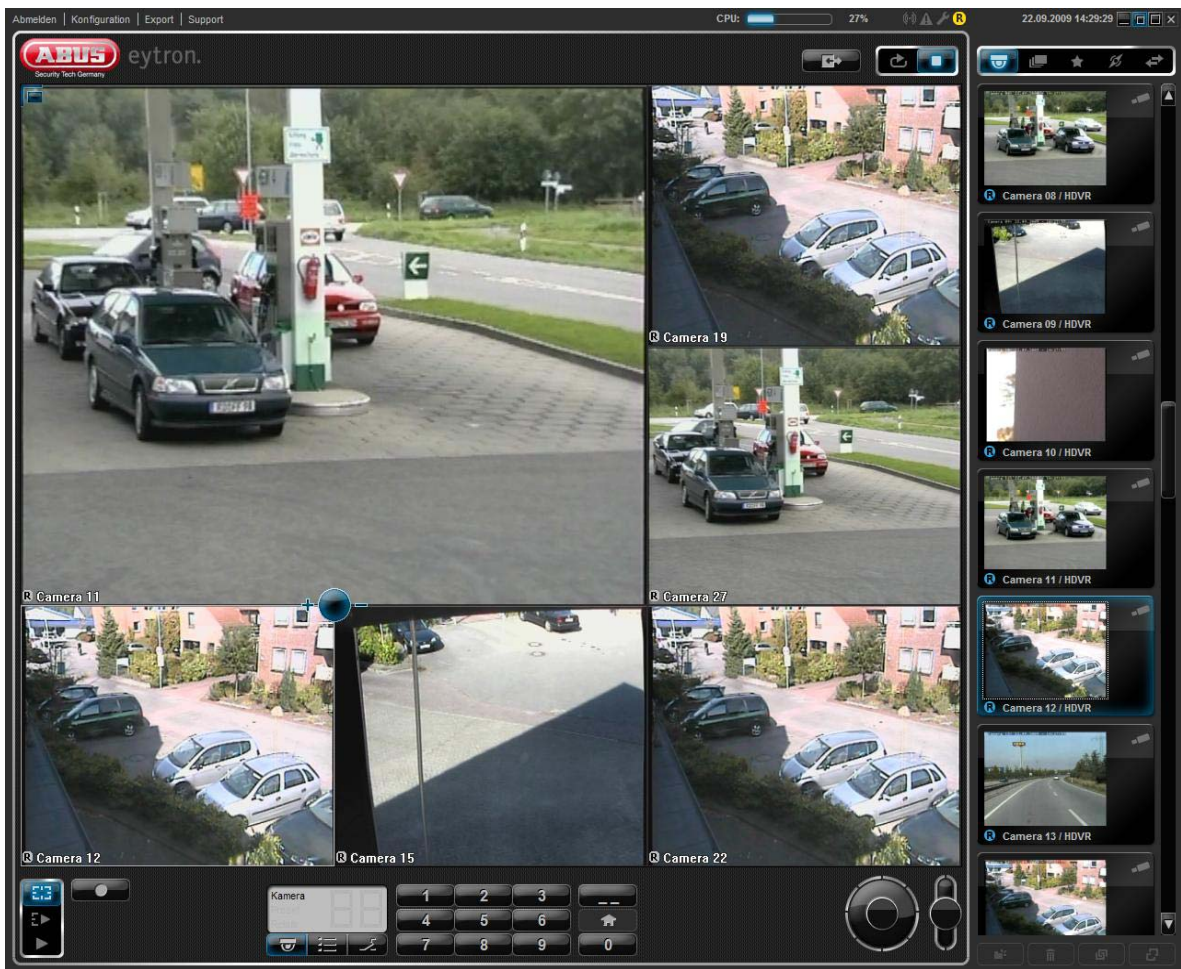 Abmelden | Konfiguration | Export | Support
CPU: 27%
R
22.09.2009 14:29:29
ABUS
Security Tech Germany
eytron.
R Camera 11
R Camera 19
R Camera 27
R Camera 12
R Camera 15
R Camera 22
R Camera 08 / HDVR
R Camera 09 / HDVR
R Camera 10 / HDVR
R Camera 11 / HDVR
R Camera 12 / HDVR
R Camera 13 / HDVR
Kamera
1 2 3 _ _
4 5 6
7 8 9 0